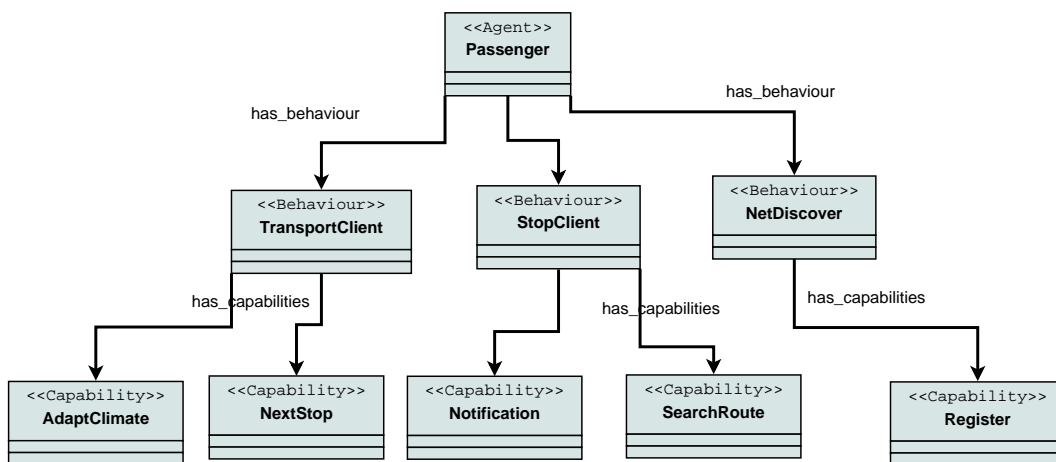 <<Agent>>
Passenger
has_behaviour
has_behaviour
<<Behaviour>>
TransportClient
<<Behaviour>>
StopClient
<<Behaviour>>
NetDiscover
has_capabilities
has_capabilities
has_capabilities
<<Capability>>
AdaptClimate
<<Capability>>
NextStop
<<Capability>>
Notification
<<Capability>>
SearchRoute
<<Capability>>
Register